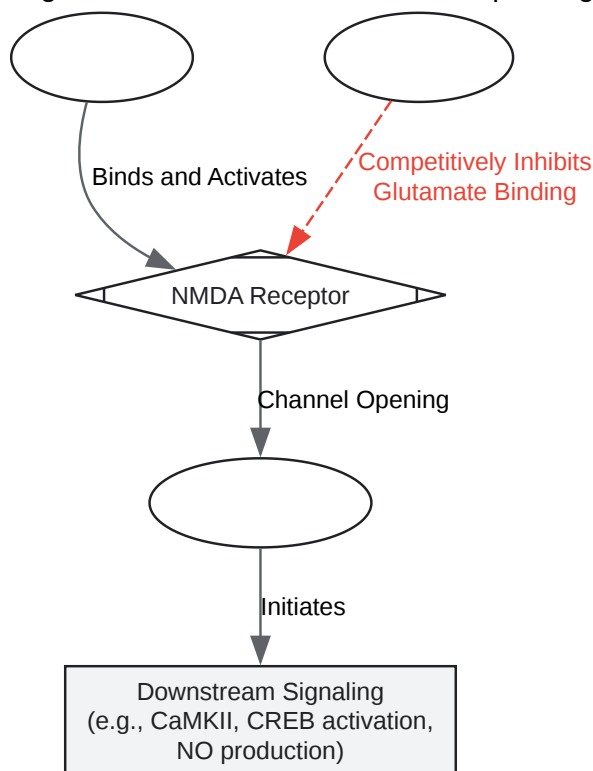 Binds and Activates
Competitively Inhibits
Glutamate Binding
NMDA Receptor
Channel Opening
Initiates
Downstream Signaling
(e.g., CaMKII, CREB activation,
NO production)